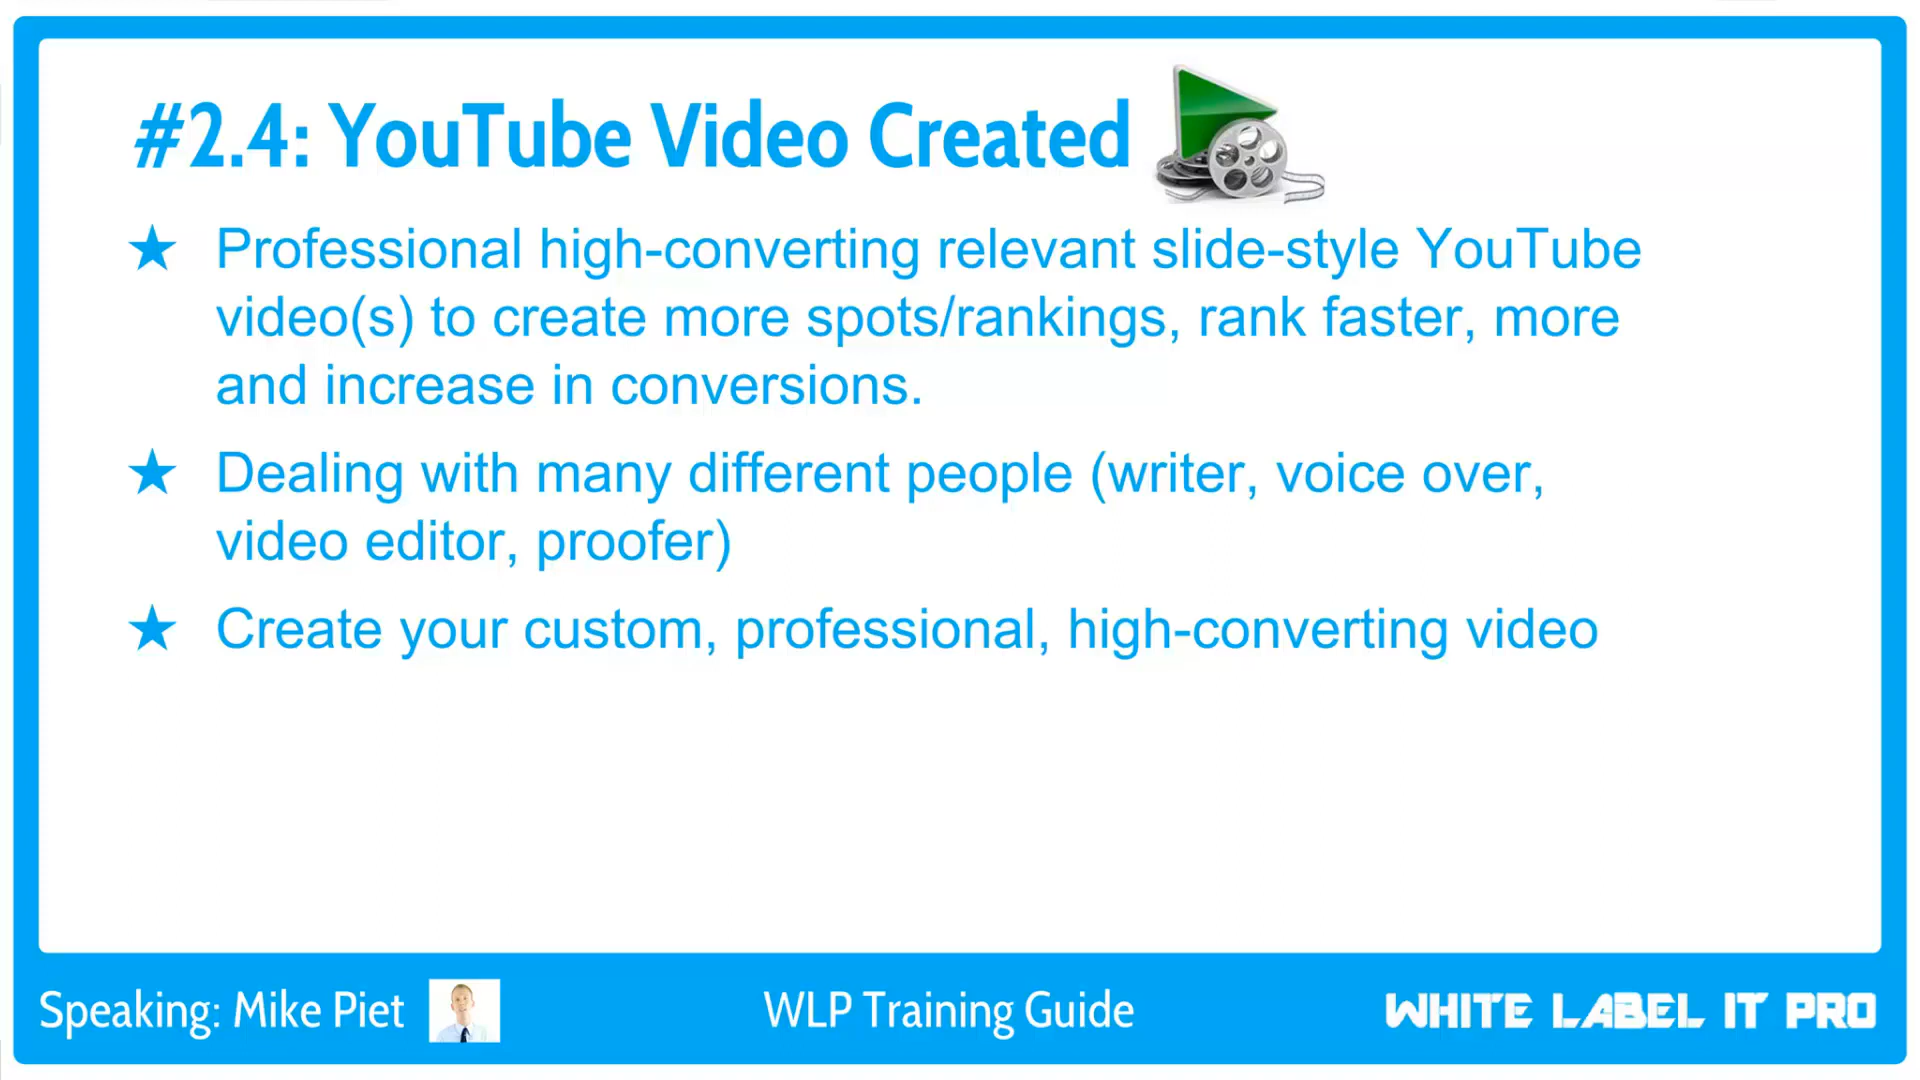 #2.4: YouTube Video Created
★ Professional high-converting relevant slide-style YouTube
video(s) to create more spots/rankings, rank faster, more
and increase in conversions.
★ Dealing with many different people (writer, voice over,
video editor, proofer)
★ Create your custom, professional, high-converting video
Speaking: Mike Piet
WLP Training Guide
WHITE LABEL IT PRO